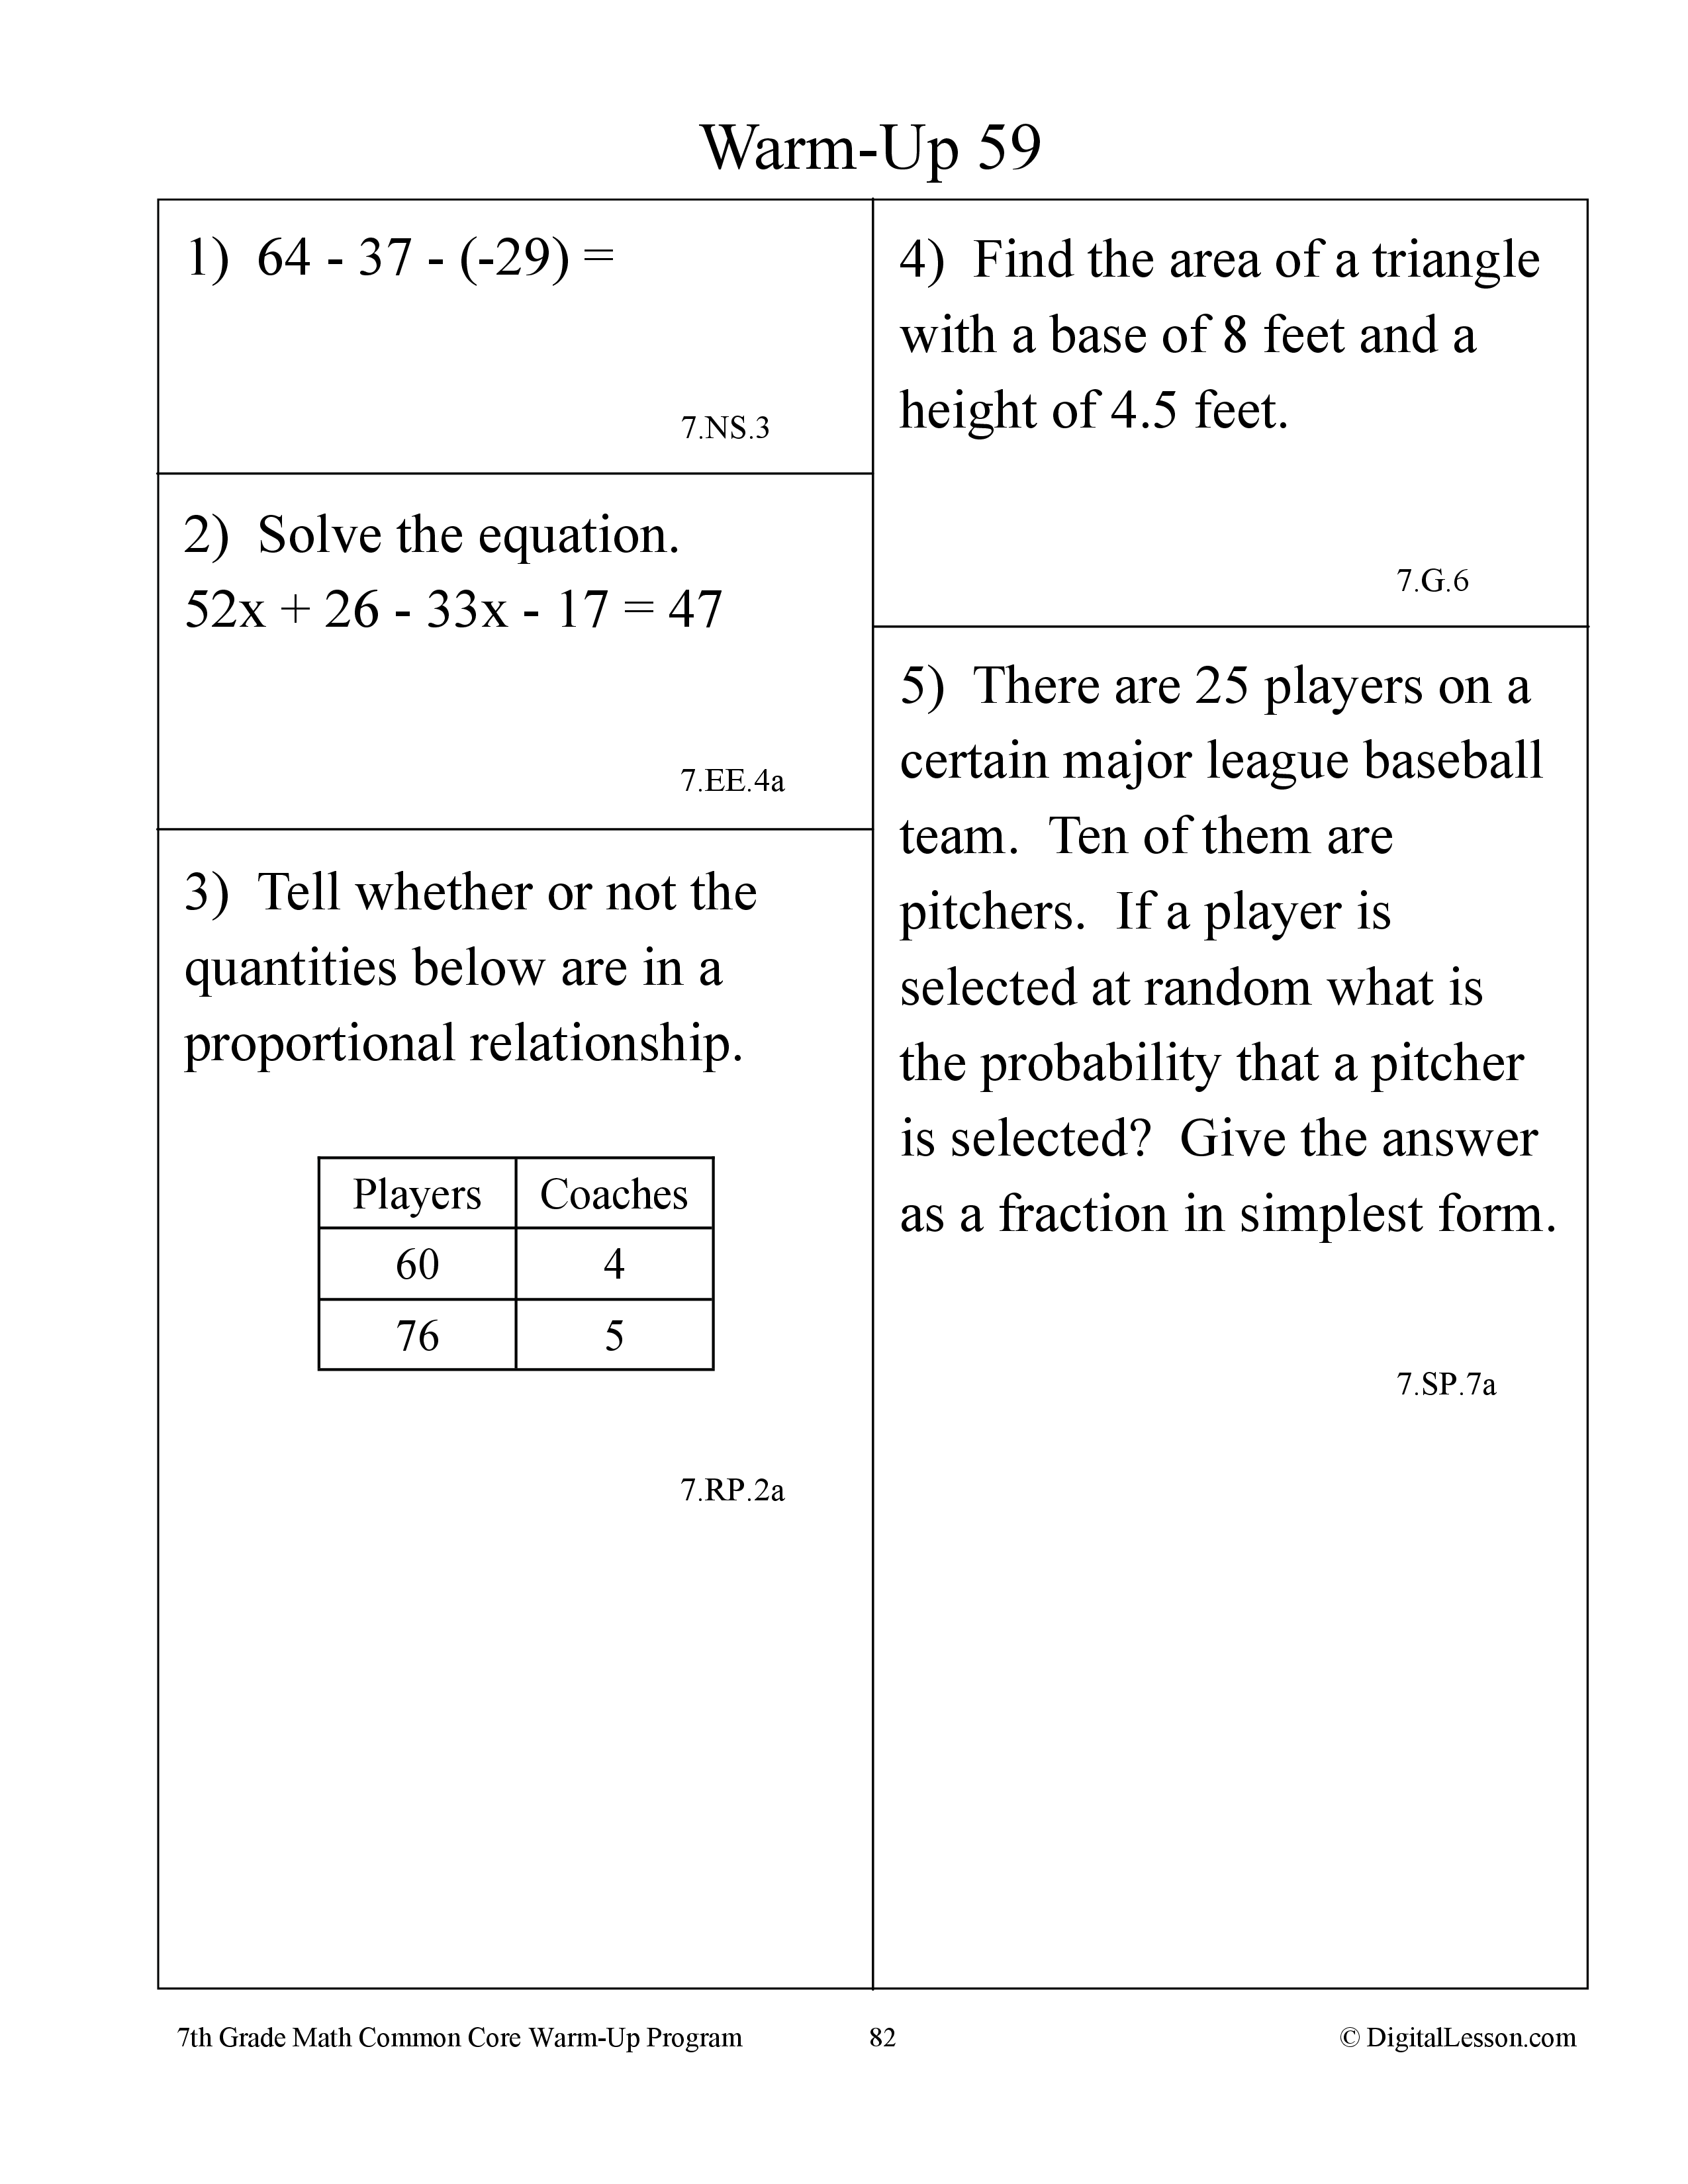 Warm-Up 59
1)  64 - 37 - (-29) =
7.NS.3
2)  Solve the equation.
52x + 26 - 33x - 17 = 47
7.EE.4a
3)  Tell whether or not the
quantities below are in a
proportional relationship.
Players Coaches
60 4
76 5
7.RP.2a
4)  Find the area of a triangle
with a base of 8 feet and a
height of 4.5 feet.
7.G.6
5)  There are 25 players on a
certain major league baseball
team.  Ten of them are
pitchers.  If a player is
selected at random what is
the probability that a pitcher
is selected?  Give the answer
as a fraction in simplest form.
7.SP.7a
7th Grade Math Common Core Warm-Up Program 82 © DigitalLesson.com